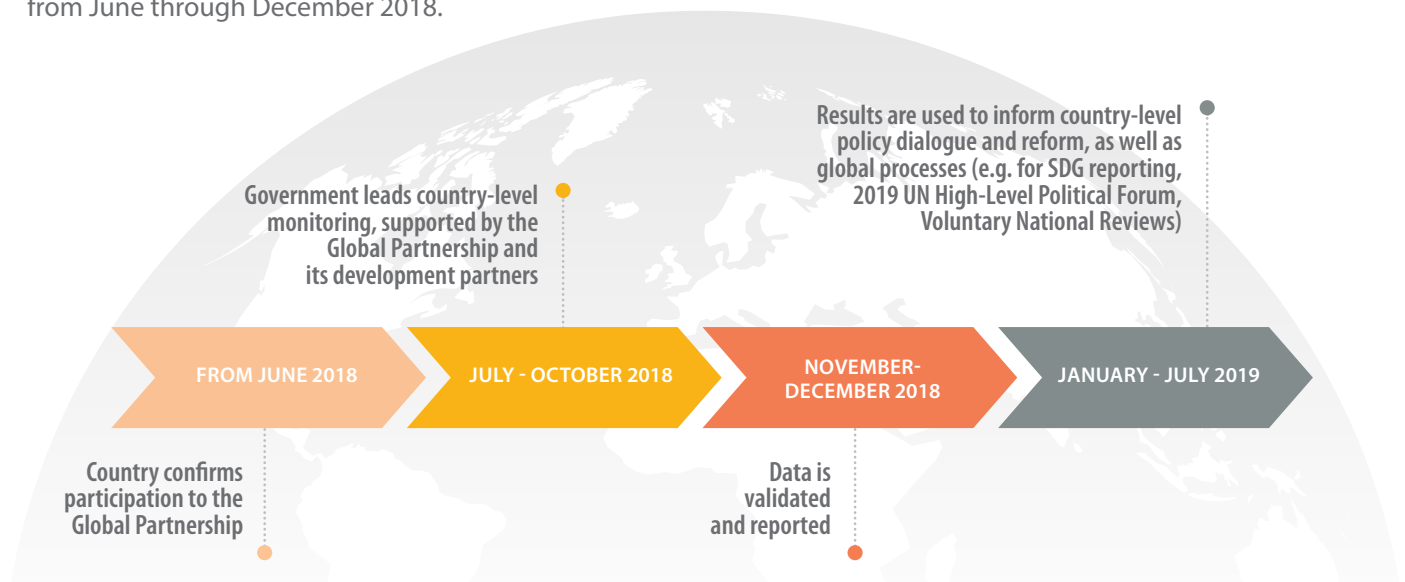 from June through December 2018.
Results are used to inform country-level
policy dialogue and reform, as well as
global processes (e.g. for SDG reporting,
2019 UN High-Level Political Forum,
Voluntary National Reviews)
Government leads country-level
monitoring, supported by the
Global Partnership and
its development partners
FROM JUNE 2018
JULY - OCTOBER 2018
NOVEMBER-
DECEMBER 2018
JANUARY - JULY 2019
Country confirms
participation to the
Global Partnership
Data is
validated
and reported